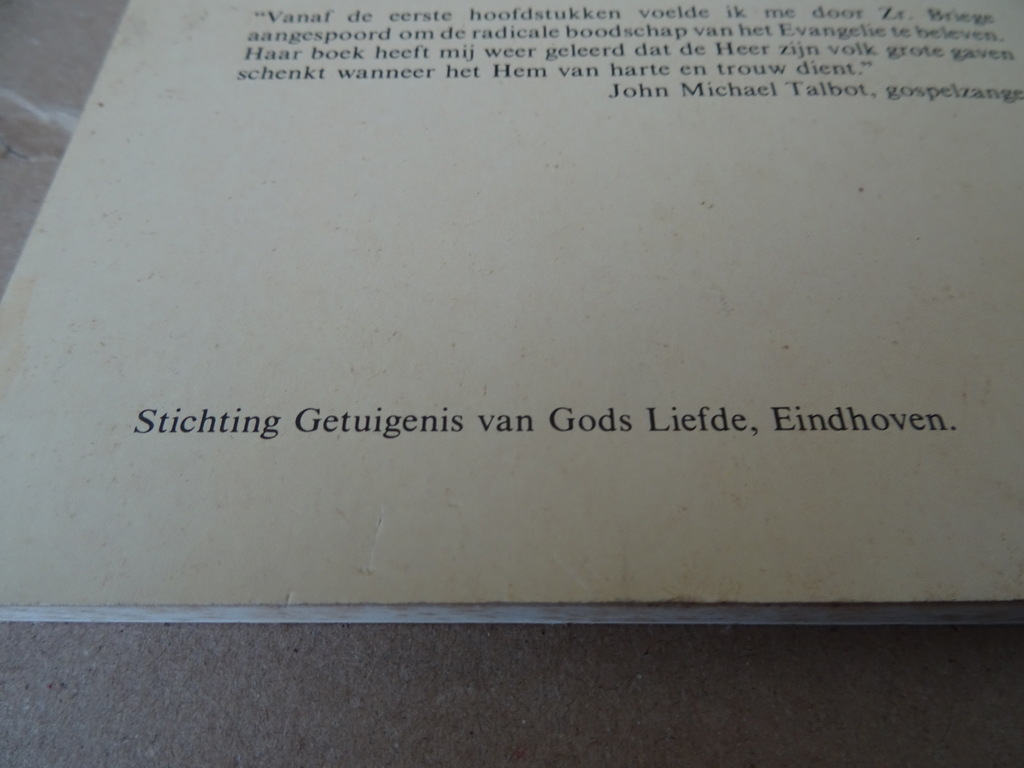 "Vanaf de eerste hoofdstukken voelde ik me door Zr. Briege
aangespoord om de radicale boodschap van het Evangelie te beleven.
Haar boek heeft mij weer geleerd dat de Heer zijn volk grote gaven
schenkt wanneer het Hem van harte en trouw dient."
John Michael Talbot, gospelzange
Stichting Getuigenis van Gods Liefde, Eindhoven.